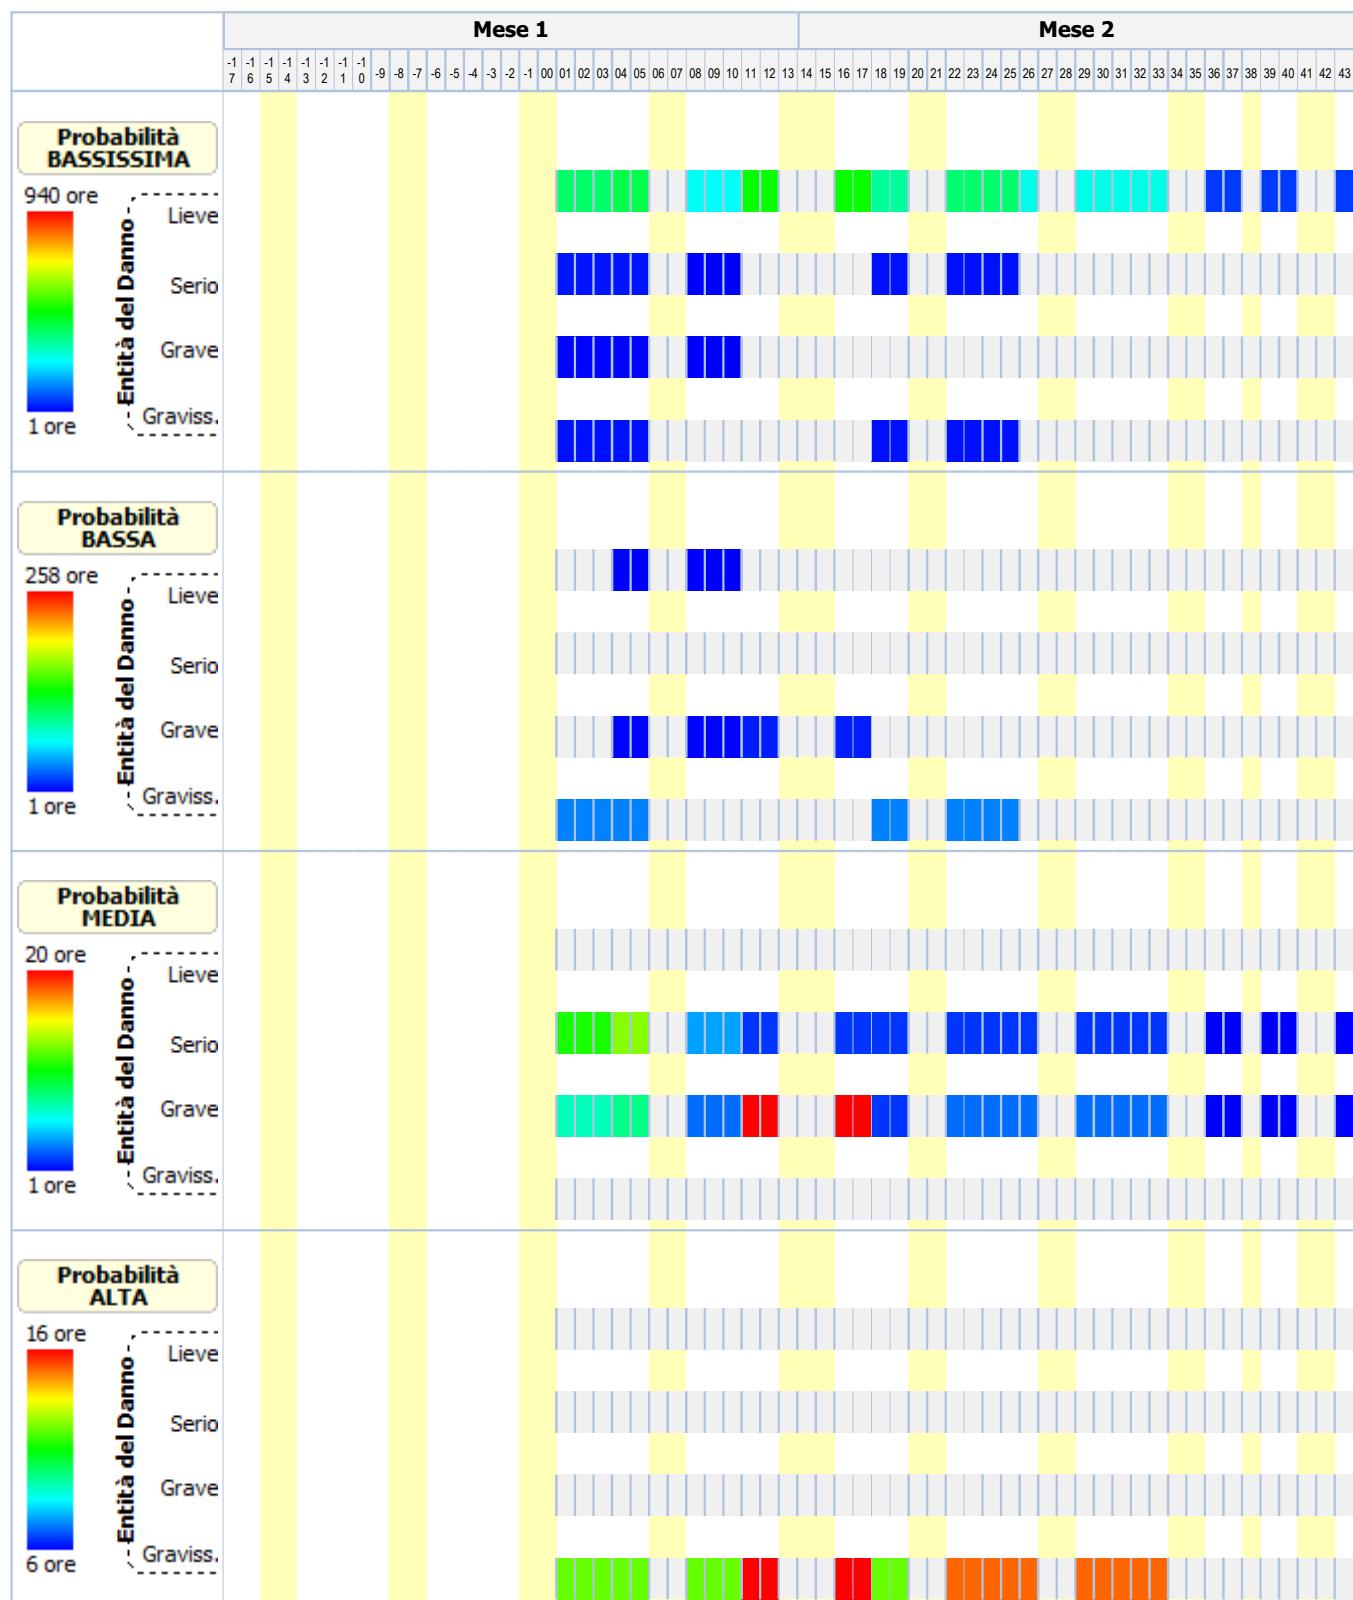 Mese 1 Mese 2
-17 -16 -15 -14 -13 -12 -11 -10 -9 -8 -7 -6 -5 -4 -3 -2 -1 00 01 02 03 04 05 06 07 08 09 10 11 12 13 14 15 16 17 18 19 20 21 22 23 24 25 26 27 28 29 30 31 32 33 34 35 36 37 38 39 40 41 42 43
Probabilità
BASSISSIMA
940 ore
Entità del Danno
Lieve
Serio
Grave
Graviss.
1 ore
Probabilità
BASSA
258 ore
Entità del Danno
Lieve
Serio
Grave
Graviss.
1 ore
Probabilità
MEDIA
20 ore
Entità del Danno
Lieve
Serio
Grave
Graviss.
1 ore
Probabilità
ALTA
16 ore
Entità del Danno
Lieve
Serio
Grave
Graviss.
6 ore